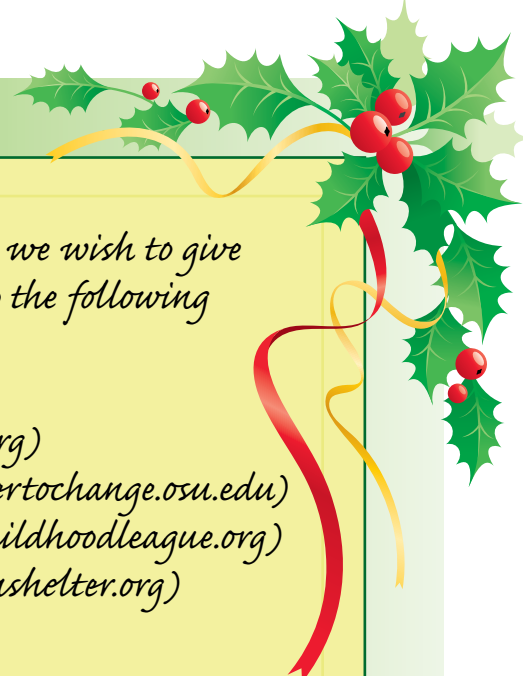 we wish to give
the following
rg)
ertochange.osu.edu)
ildhoodleague.org)
ushelter.org)